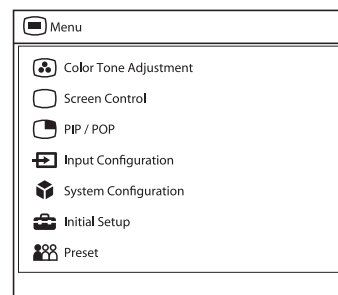 Menu
Color Tone Adjustment
Screen Control
PIP / POP
Input Configuration
System Configuration
Initial Setup
Preset